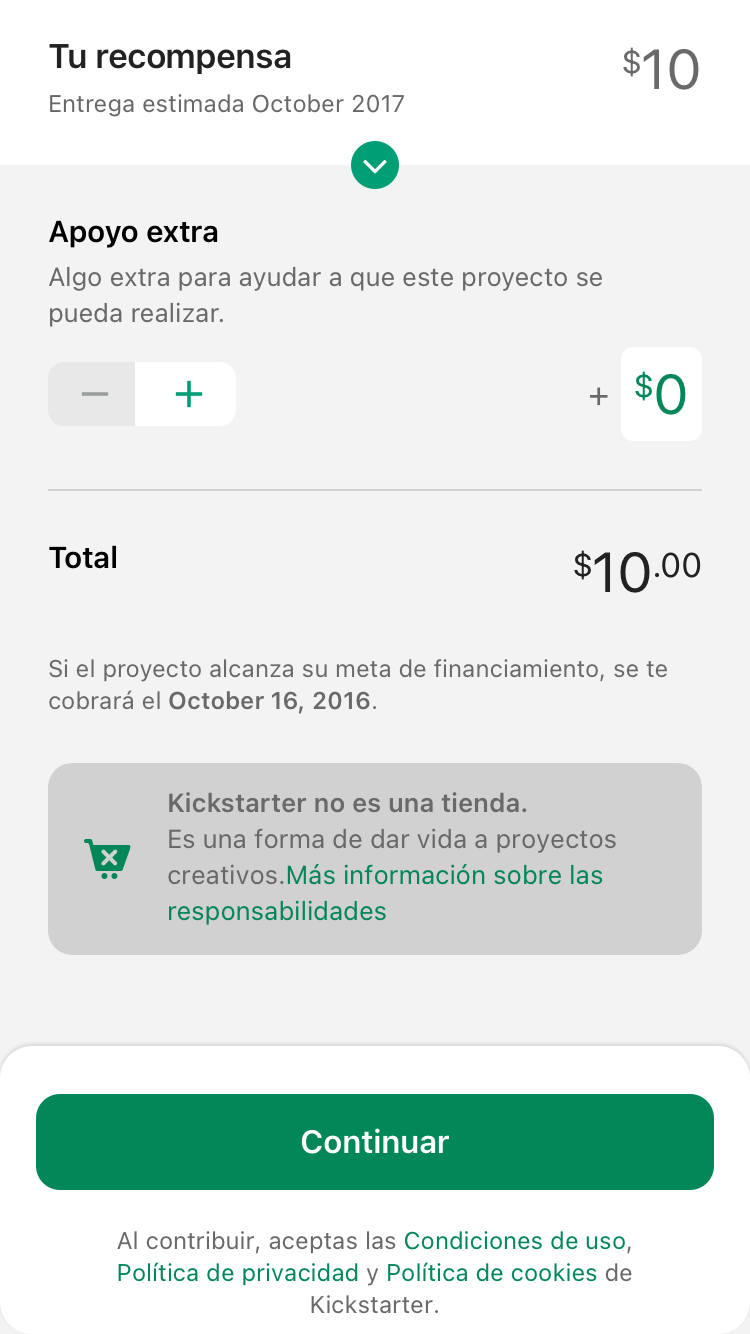 Tu recompensa
$10
Entrega estimada October 2017
Apoyo extra
Algo extra para ayudar a que este proyecto se
pueda realizar.
+ $0
Total
$10.00
Si el proyecto alcanza su meta de financiamiento, se te
cobrará el October 16, 2016.
Kickstarter no es una tienda.
Es una forma de dar vida a proyectos
creativos.Más información sobre las
responsabilidades
Continuar
Al contribuir, aceptas las Condiciones de uso,
Política de privacidad y Política de cookies de
Kickstarter.